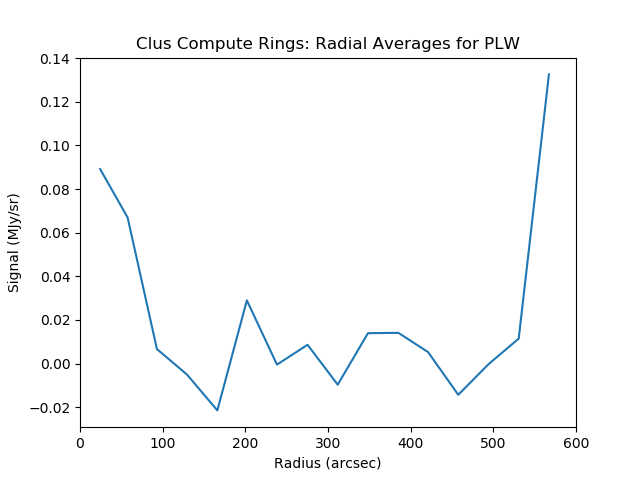 Clus Compute Rings: Radial Averages for PLW
0.14
0.12
0.10
0.08
0.06
0.04
0.02
0.00
−0.02
Signal (MJy/sr)
0 100 200 300 400 500 600
Radius (arcsec)